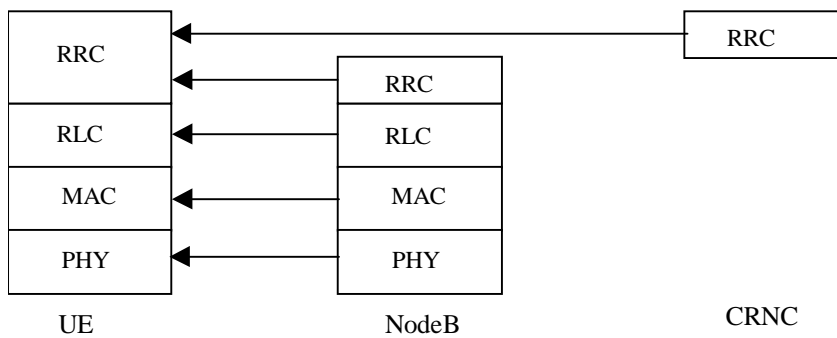 RRC
RRC
RRC
RLC
RLC
MAC
MAC
PHY
PHY
UE
NodeB
CRNC